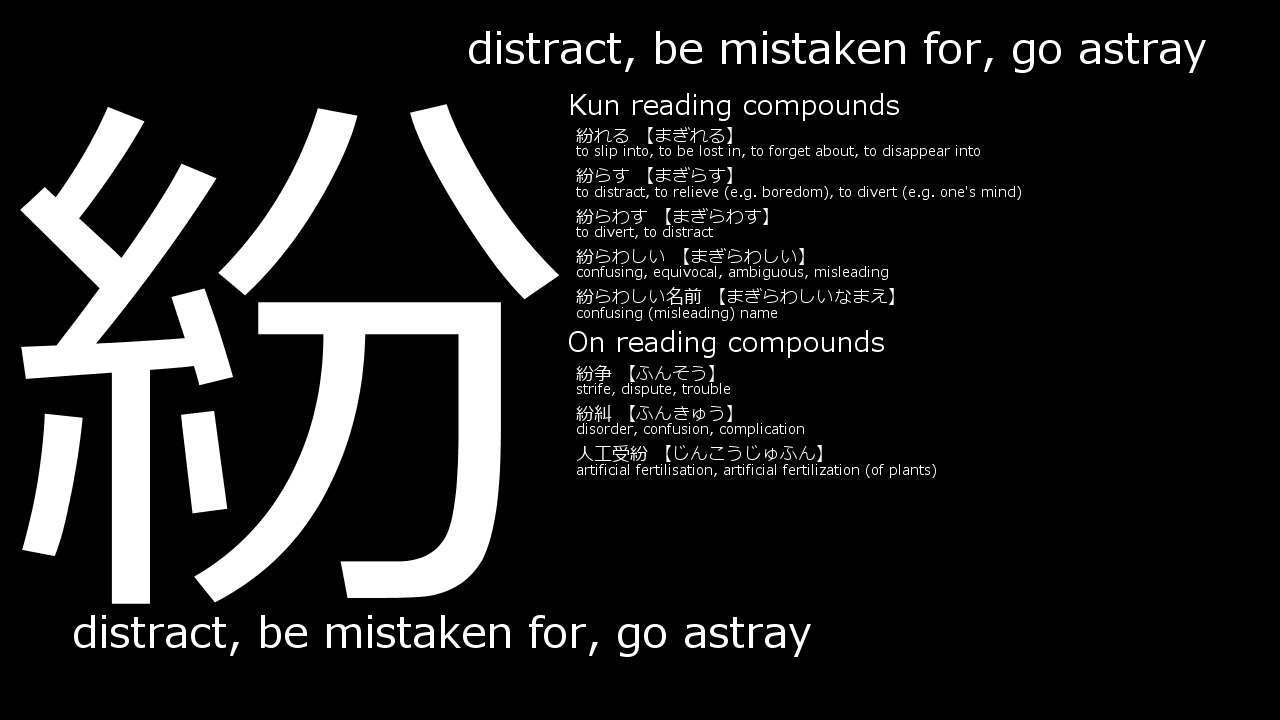 distract, be mistaken for, go astray
紛
Kun reading compounds
紛れる 【まぎれる】
to slip into, to be lost in, to forget about, to disappear into
紛らす 【まぎらす】
to distract, to relieve (e.g. boredom), to divert (e.g. one's mind)
紛らわす 【まぎらわす】
to divert, to distract
紛らわしい 【まぎらわしい】
confusing, equivocal, ambiguous, misleading
紛らわしい名前 【まぎらわしいなまえ】
confusing (misleading) name
On reading compounds
紛争 【ふんそう】
strife, dispute, trouble
紛糾 【ふんきゅう】
disorder, confusion, complication
人工受紛 【じんこうじゅふん】
artificial fertilisation, artificial fertilization (of plants)
distract, be mistaken for, go astray